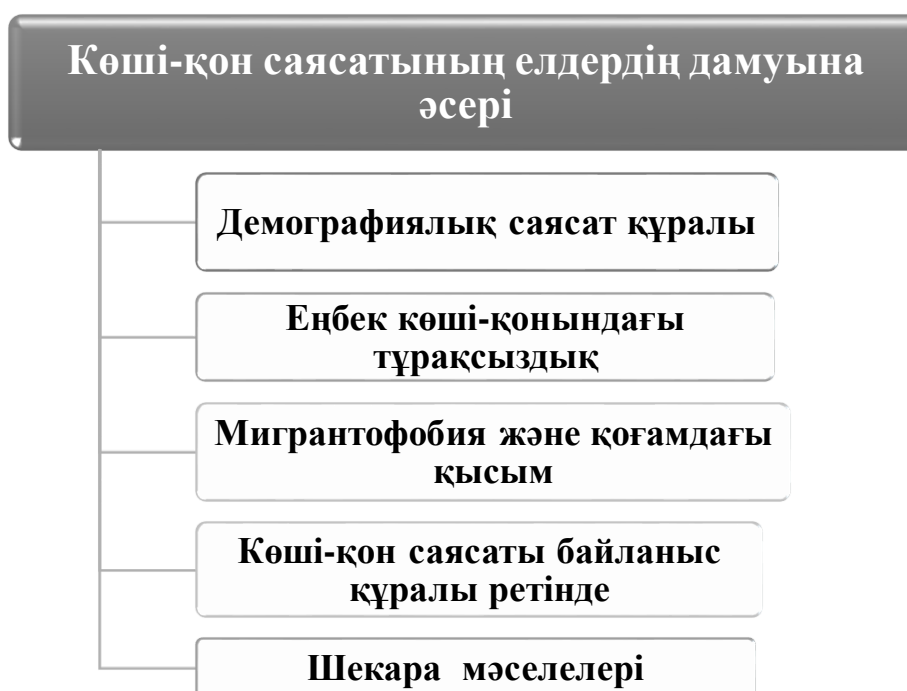 Көші-қон саясатының елдердің дамуына
әсері
Демографиялық саясат құралы
Еңбек көші-қонындағы
тұрақсыздық
Мигрантофобия және қоғамдағы
қысым
Көші-қон саясаты байланыс
құралы ретінде
Шекара мәселелері